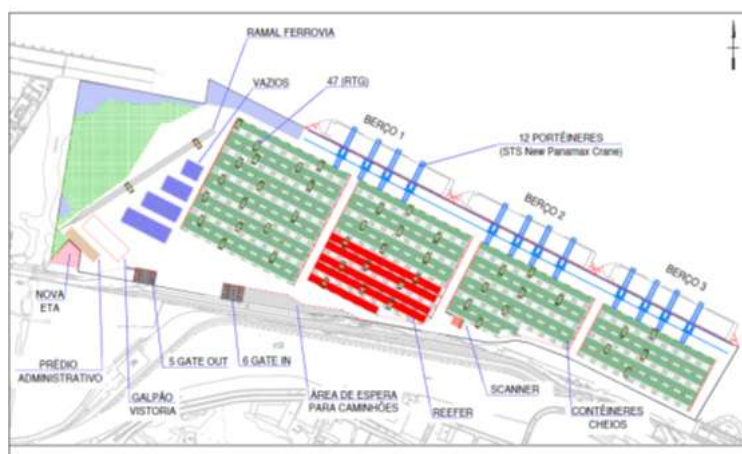 RAMAL FERROVIA
VAZIOS
47 (RTG)
BERÇO 1
12 PORTÊINERES
(STS New Panamax Crane)
BERÇO 2
BERÇO 3
NOVA
ETA
PRÉDIO
ADMINISTRATIVO
GALPÃO
VISTORIA
5 GATE OUT
6 GATE IN
ÁREA DE ESPERA
PARA CAMINHÕES
REEFER
SCANNER
CONTÊINERES
CHEIOS